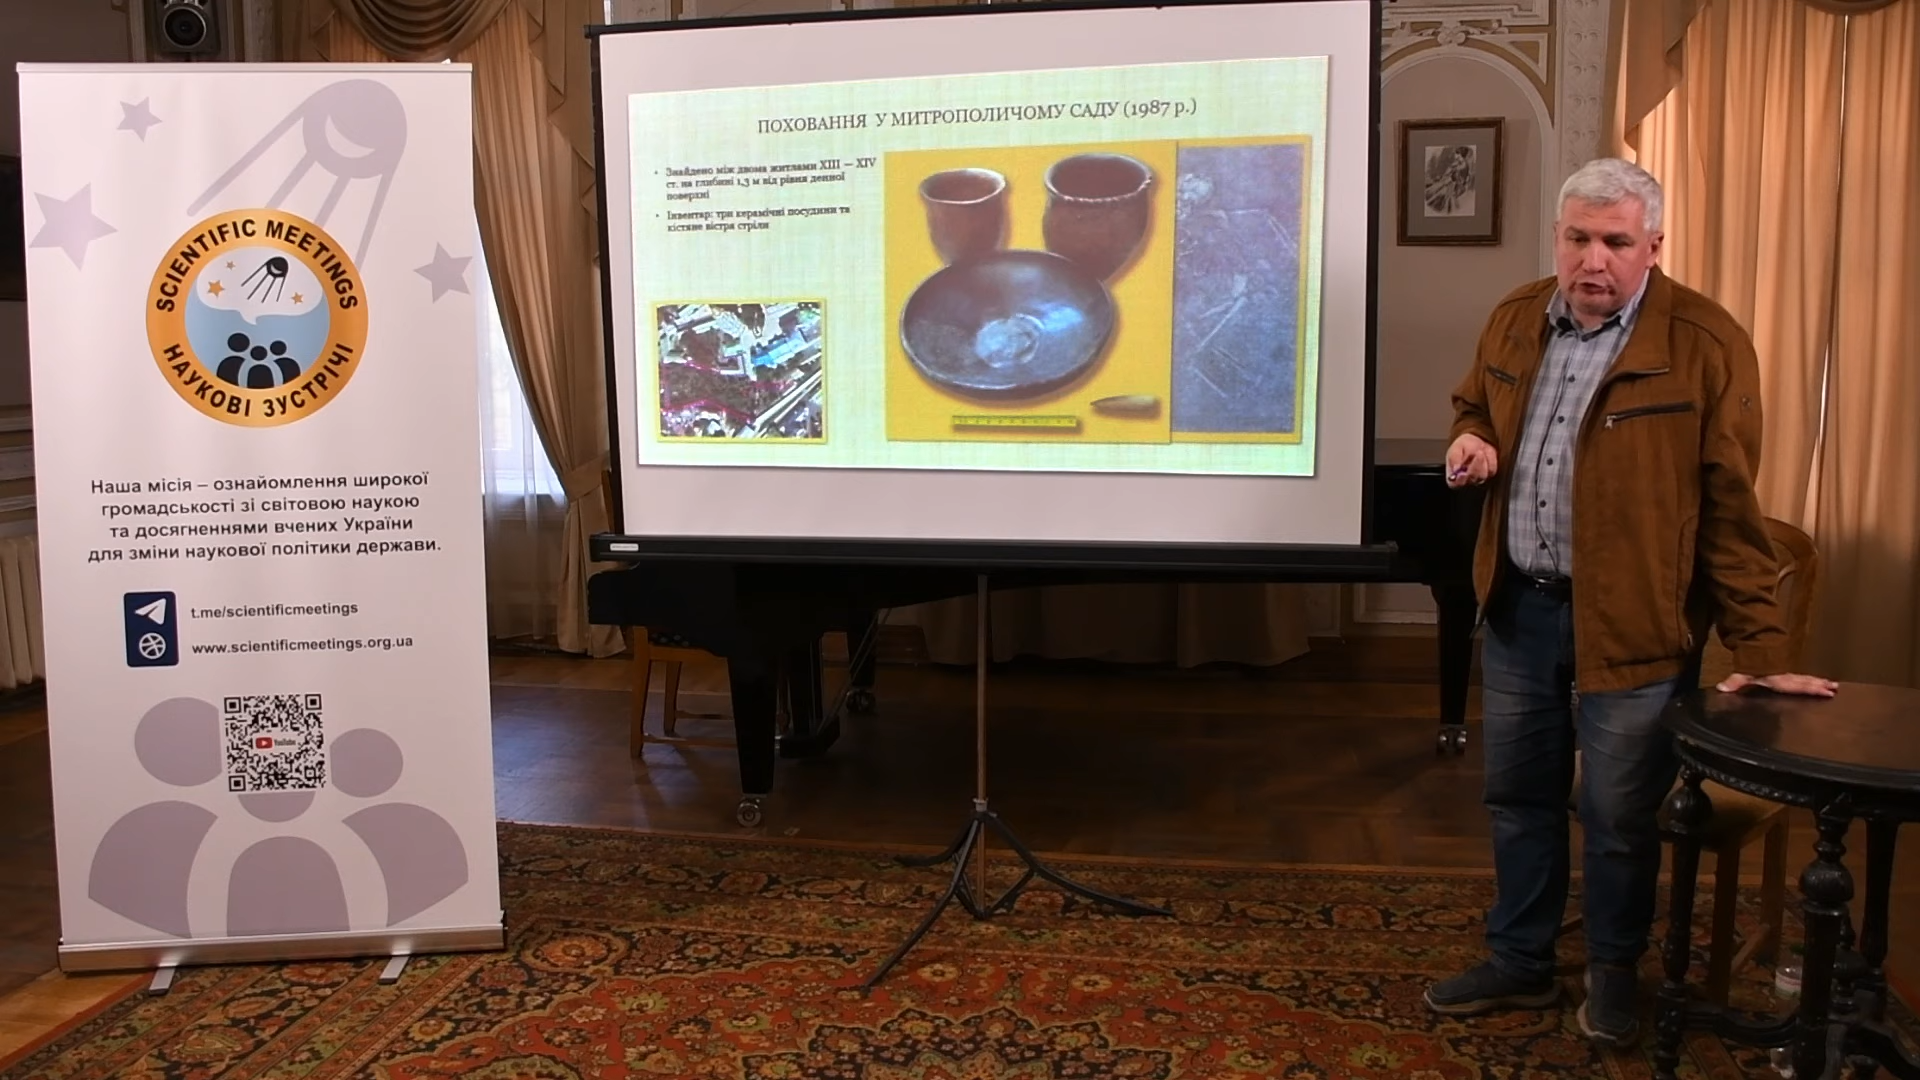 SCIENTIFIC MEETINGS
НАУКОВІ ЗУСТРІЧІ
Наша місія – ознайомлення широкої
громадськості зі світовою наукою
та досягненнями вчених України
для зміни наукової політики держави.
t.me/scientificmeetings
www.scientificmeetings.org.ua
YouTube
ПОХОВАННЯ У МИТРОПОЛИЧОМУ САДУ (1987 р.)
• Знайдено між двома житлами XIII – XIV
ст. на глибині 1,3 м від рівня денної
поверхні
• Інвентар: три керамічні посудини та
кістяне вістря стріли